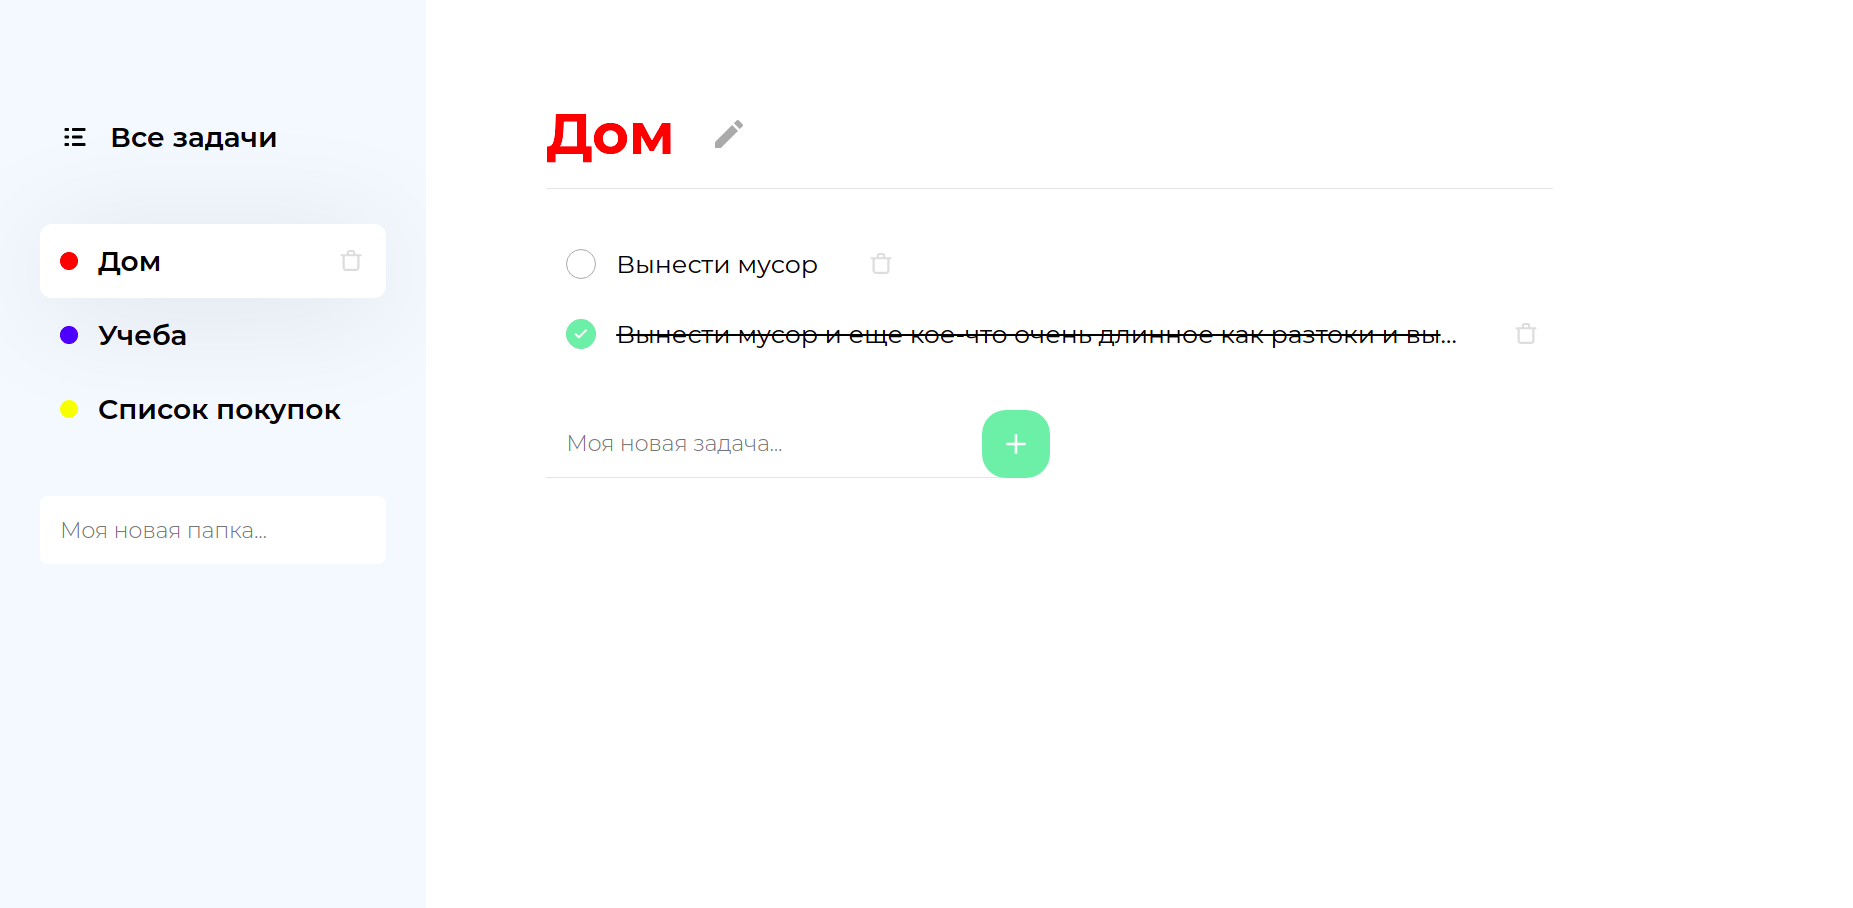 Все задачи
Дом
Учеба
Список покупок
Моя новая папка...
Дом
Вынести мусор
Вынести мусор и еще кое-что очень длинное как разтоки и вы...
Моя новая задача...